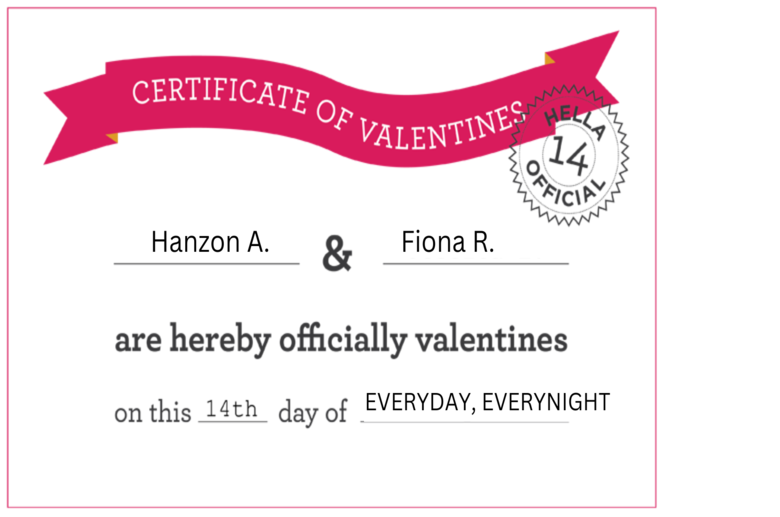 CERTIFICATE OF VALENTINES
HELLA
14
OFFICIAL
Hanzon A. & Fiona R.
are hereby officially valentines
on this 14th day of EVERYDAY, EVERYNIGHT